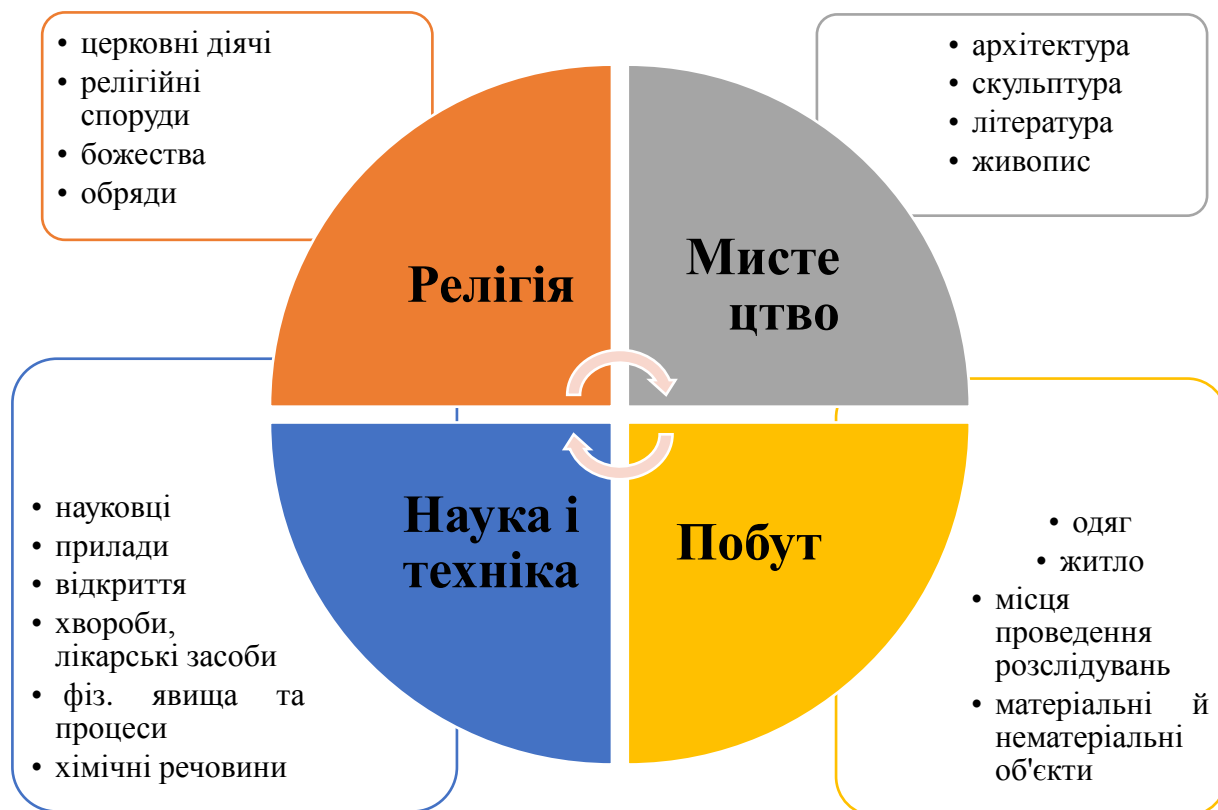 • церковні діячі
• релігійні
споруди
• божества
• обряди
• архітектура
• скульптура
• література
• живопис
Релігія
Мисте
цтво
Наука і
техніка
Побут
• науковці
• прилади
• відкриття
• хвороби,
лікарські засоби
• фіз. явища та
процеси
• хімічні речовини
• одяг
• житло
• місця
проведення
розслідувань
• матеріальні й
нематеріальні
об'єкти